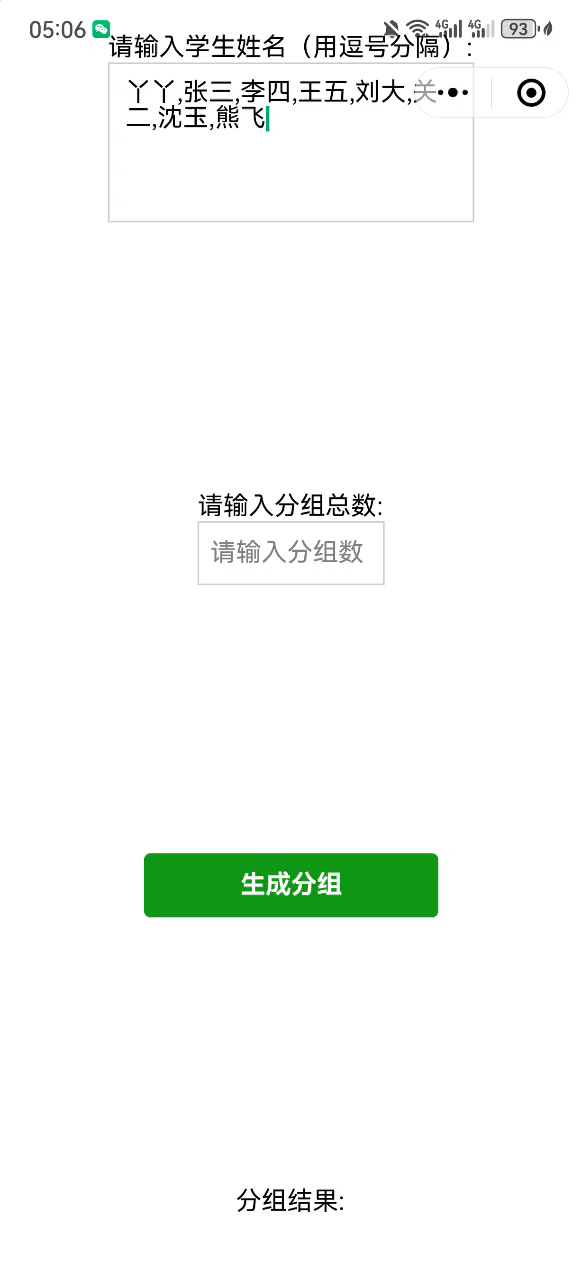 05:06 4G 4G 93
请输入学生姓名（用逗号分隔）:
丫丫,张三,李四,王五,刘大,关
二,沈玉,熊飞
请输入分组总数:
请输入分组数
生成分组
分组结果: